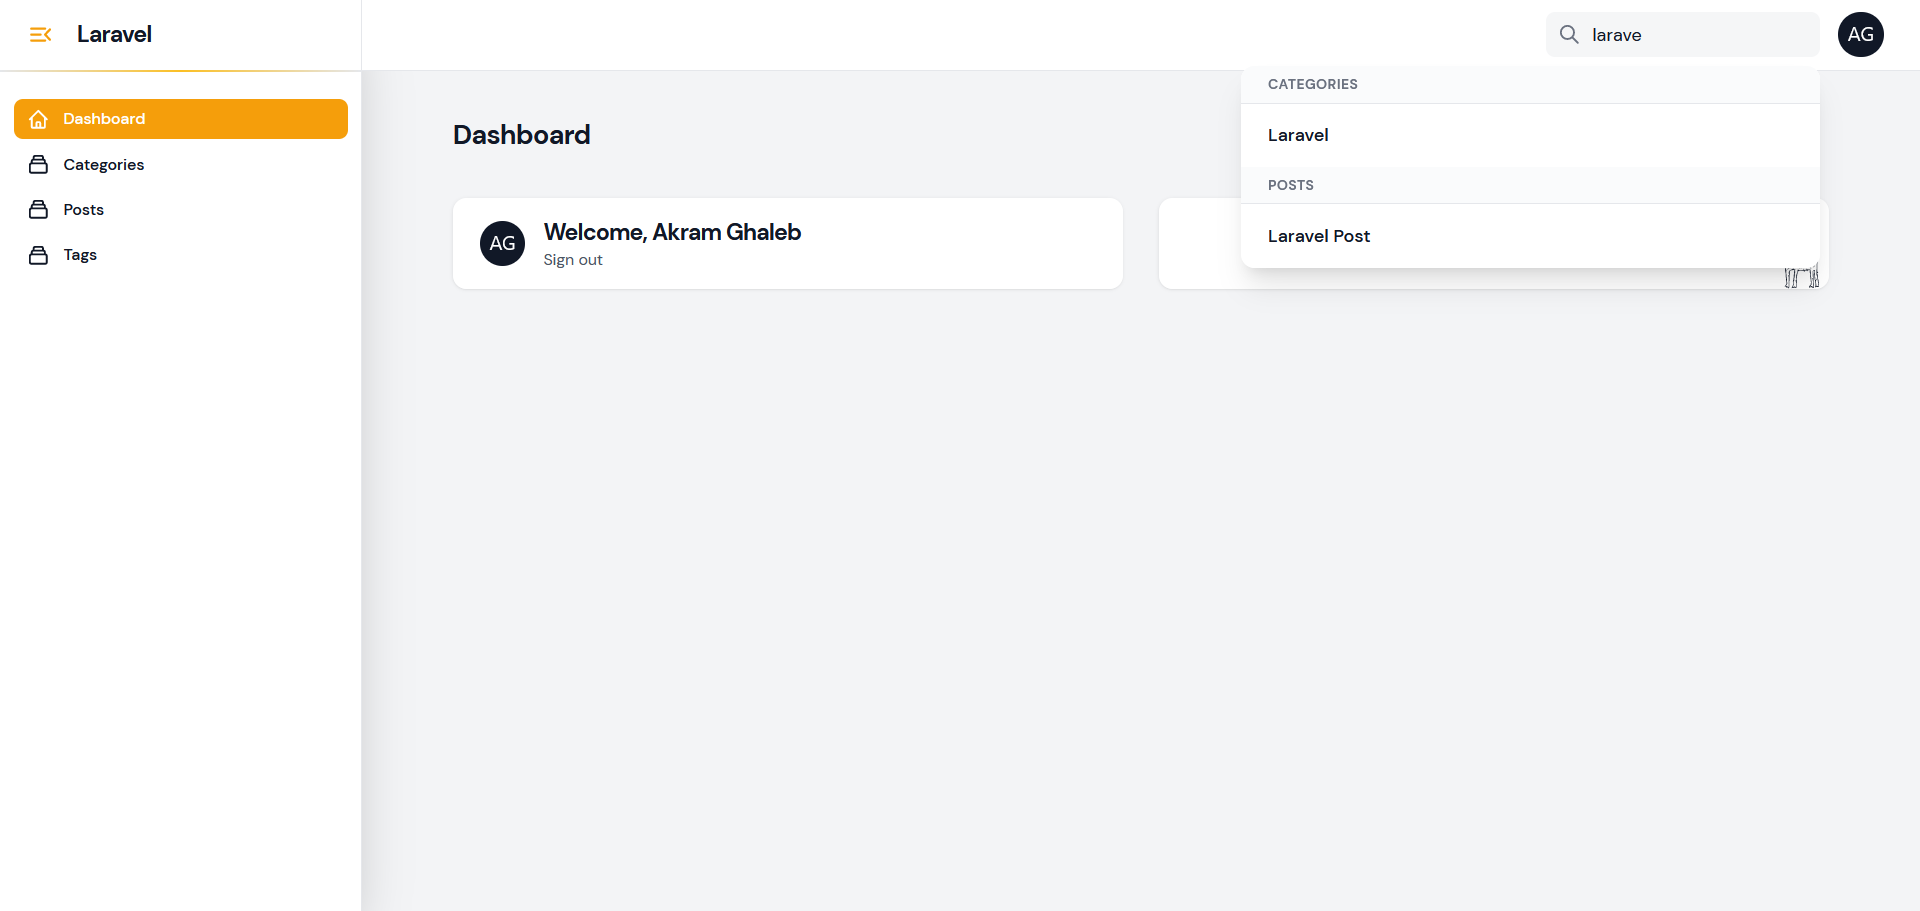 Laravel
larave
AG
Dashboard
Categories
Posts
Tags
Dashboard
AG
Welcome, Akram Ghaleb
Sign out
CATEGORIES
Laravel
POSTS
Laravel Post